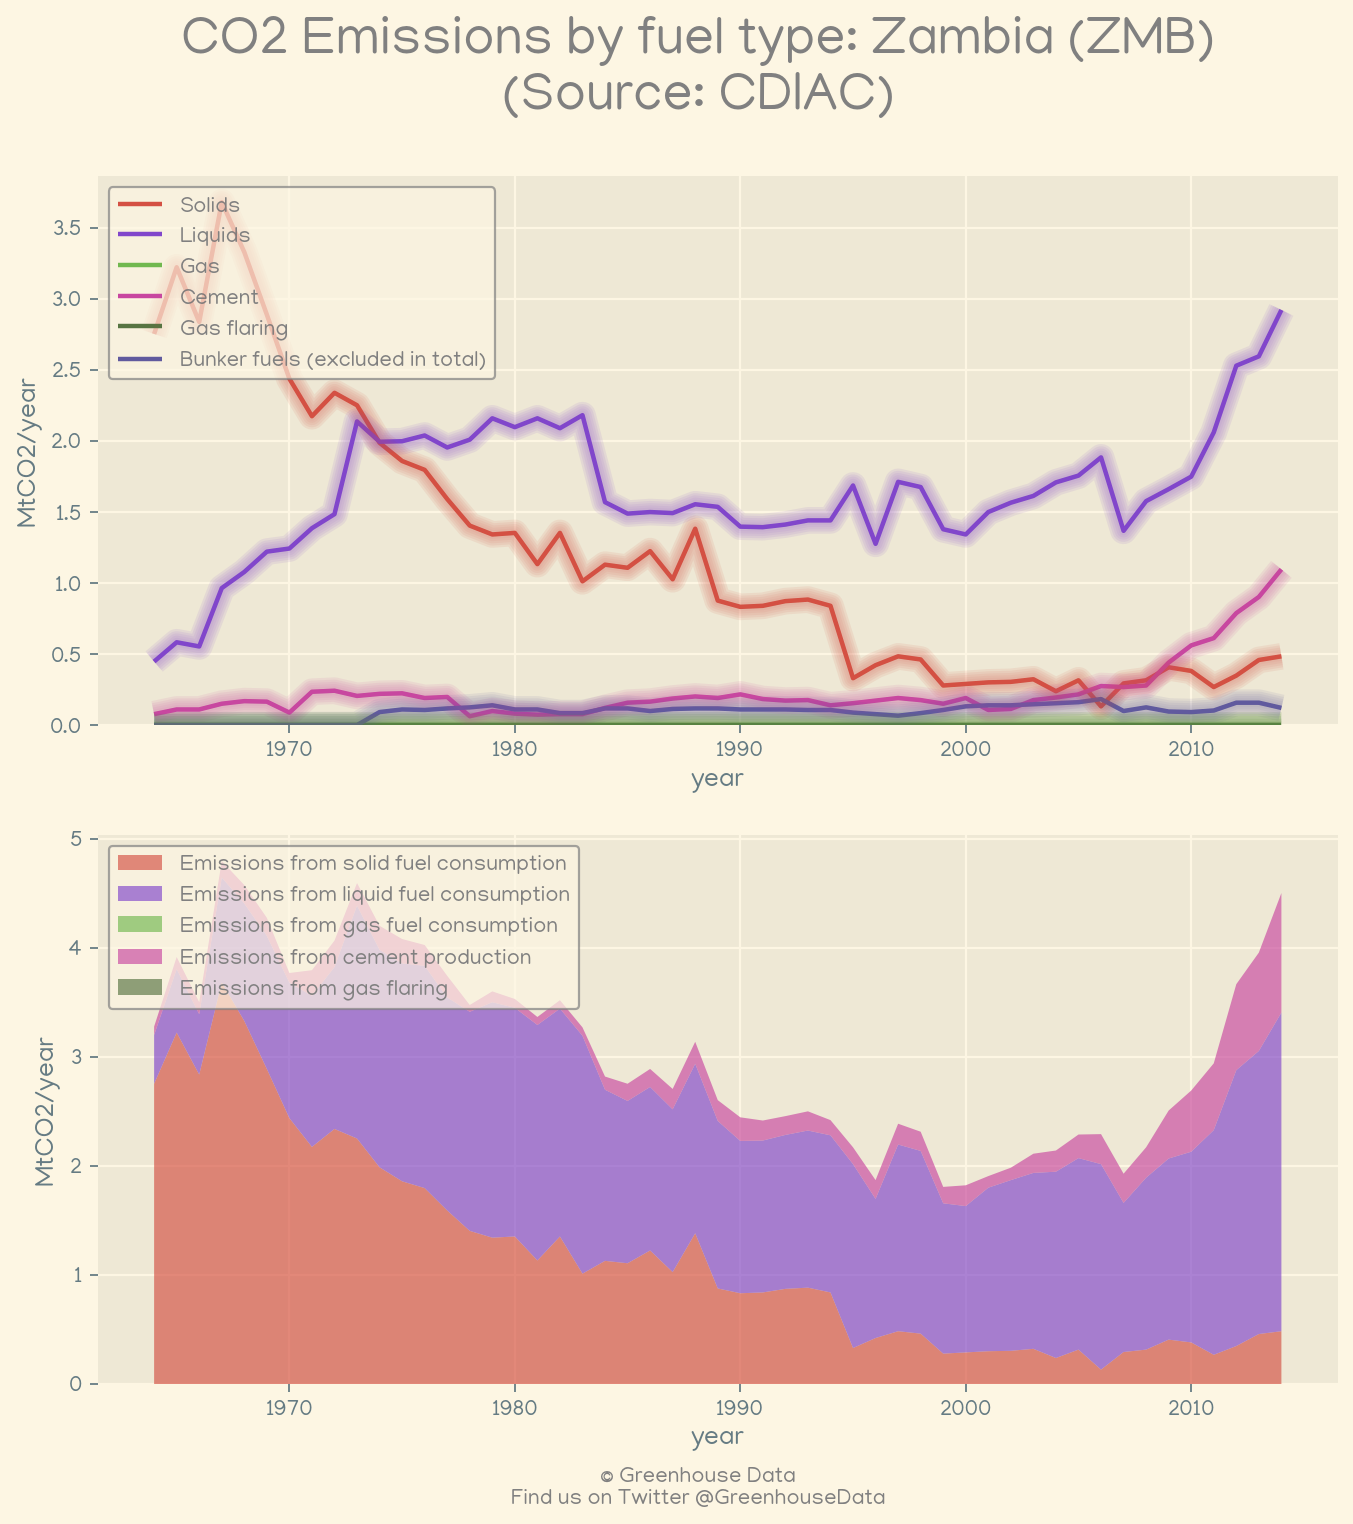 CO2 Emissions by fuel type: Zambia (ZMB)
(Source: CDIAC)
Solids
Liquids
Gas
Cement
Gas flaring
Bunker fuels (excluded in total)
MtCO2/year
3.5
3.0
2.5
2.0
1.5
1.0
0.5
0.0
1970
1980
1990
2000
2010
year
Emissions from solid fuel consumption
Emissions from liquid fuel consumption
Emissions from gas fuel consumption
Emissions from cement production
Emissions from gas flaring
MtCO2/year
5
4
3
2
1
0
1970
1980
1990
2000
2010
year
© Greenhouse Data
Find us on Twitter @GreenhouseData